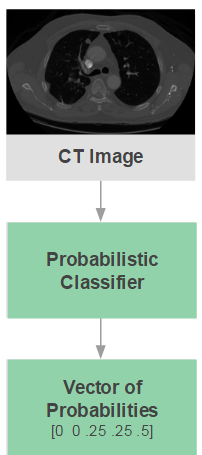 CT Image
Probabilistic
Classifier
Vector of
Probabilities
[0 0 .25 .25 .5]